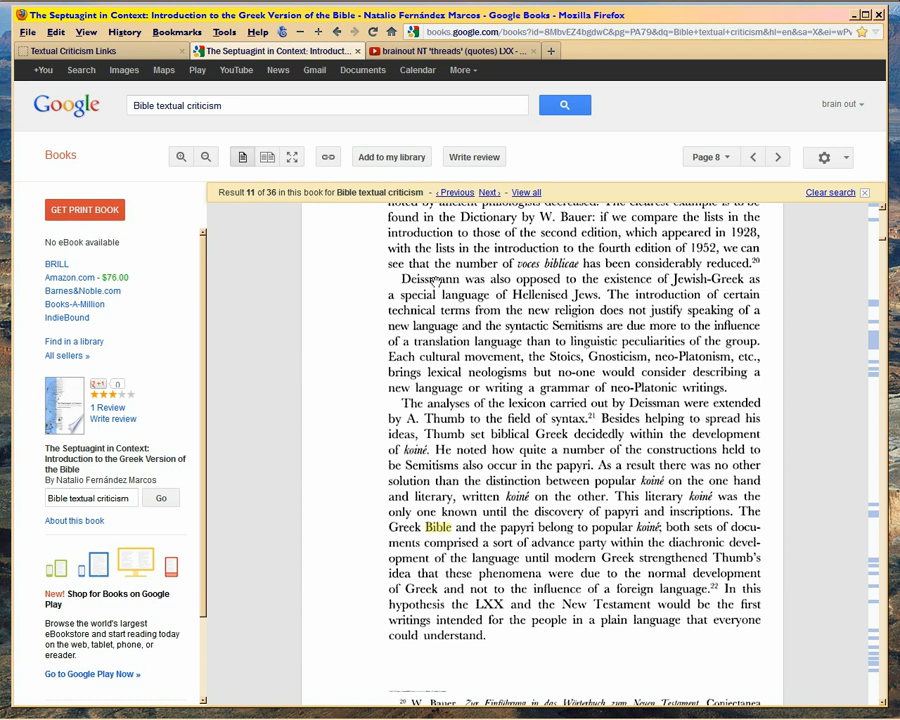 The Septuagint in Context: Introduction to the Greek Version of the Bible - Natalio Fernández Marcos - Google Books - Mozilla Firefox
File Edit View History Bookmarks Tools Help
books.google.com/books?id=8MbvEZ4bgdwC&pg=PA79&dq=Bible+textual+criticism&hl=en&sa=X&ei=wPv
Textual Criticism Links
The Septuagint in Context: Introduct...
brainout NT 'threads' (quotes) LXX - ...
+You Search Images Maps Play YouTube News Gmail Documents Calendar More
Google
Bible textual criticism
brain out
Books
Add to my library
Write review
Page 8
Result 11 of 36 in this book for Bible textual criticism - ‹ Previous Next › - View all
Clear search
GET PRINT BOOK
No eBook available
BRILL
Amazon.com - $76.00
Barnes&Noble.com
Books-A-Million
IndieBound
Find in a library
All sellers »
+1 0
1 Review
Write review
The Septuagint in Context:
Introduction to the Greek Version of
the Bible
By Natalio Fernández Marcos
Bible textual criticism Go
About this book
New! Shop for Books on Google
Play
Browse the world's largest
eBookstore and start reading today
on the web, tablet, phone, or
ereader.
Go to Google Play Now »
noted by ancient philologists decreased. The clearest example is to be
found in the Dictionary by W. Bauer: if we compare the lists in the
introduction to those of the second edition, which appeared in 1928,
with the lists in the introduction to the fourth edition of 1952, we can
see that the number of voces biblicae has been considerably reduced.20
Deissmann was also opposed to the existence of Jewish-Greek as
a special language of Hellenised Jews. The introduction of certain
technical terms from the new religion does not justify speaking of a
new language and the syntactic Semitisms are due more to the influence
of a translation language than to linguistic peculiarities of the group.
Each cultural movement, the Stoics, Gnosticism, neo-Platonism, etc.,
brings lexical neologisms but no-one would consider describing a
new language or writing a grammar of neo-Platonic writings.
The analyses of the lexicon carried out by Deissman were extended
by A. Thumb to the field of syntax.21 Besides helping to spread his
ideas, Thumb set biblical Greek decidedly within the development
of koiné. He noted how quite a number of the constructions held to
be Semitisms also occur in the papyri. As a result there was no other
solution than the distinction between popular koiné on the one hand
and literary, written koiné on the other. This literary koiné was the
only one known until the discovery of papyri and inscriptions. The
Greek Bible and the papyri belong to popular koiné; both sets of docu-
ments comprised a sort of advance party within the diachronic devel-
opment of the language until modern Greek strengthened Thumb's
idea that these phenomena were due to the normal development
of Greek and not to the influence of a foreign language.22 In this
hypothesis the LXX and the New Testament would be the first
writings intended for the people in a plain language that everyone
could understand.
20 W. Bauer, Zur Einführung in das Wörterbuch zum Neuen Testament, Coniectanea